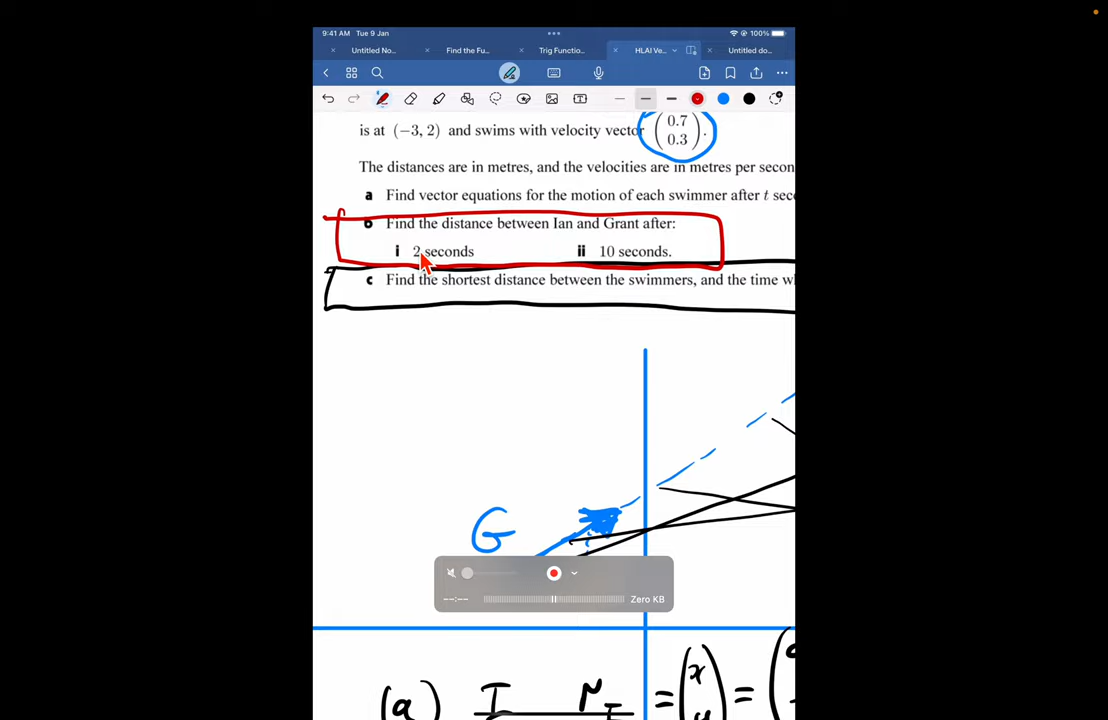 9:41 AM Tue 9 Jan
100%
Untitled No...
Find the Fu...
Trig Functio...
HLAI Ve...
Untitled do...
is at (−3, 2) and swims with velocity vector (0.7
0.3).
The distances are in metres, and the velocities are in metres per secon
a Find vector equations for the motion of each swimmer after t sec
b Find the distance between Ian and Grant after:
i 2 seconds ii 10 seconds.
c Find the shortest distance between the swimmers, and the time w
G
--:-- Zero KB
(a) I r_I = (x
y) =